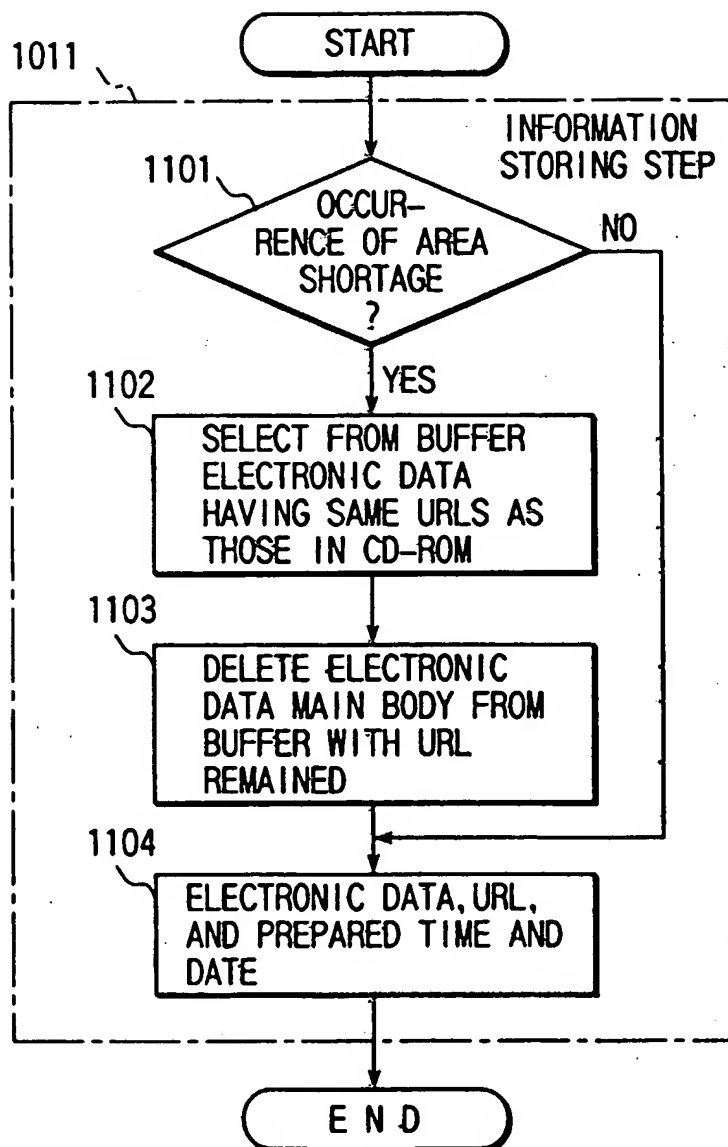 START
1011
INFORMATION
STORING STEP
1101
OCCUR-
RENCE OF AREA
SHORTAGE
?
NO
YES
1102
SELECT FROM BUFFER
ELECTRONIC DATA
HAVING SAME URLS AS
THOSE IN CD-ROM
1103
DELETE ELECTRONIC
DATA MAIN BODY FROM
BUFFER WITH URL
REMAINED
1104
ELECTRONIC DATA, URL,
AND PREPARED TIME AND
DATE
END